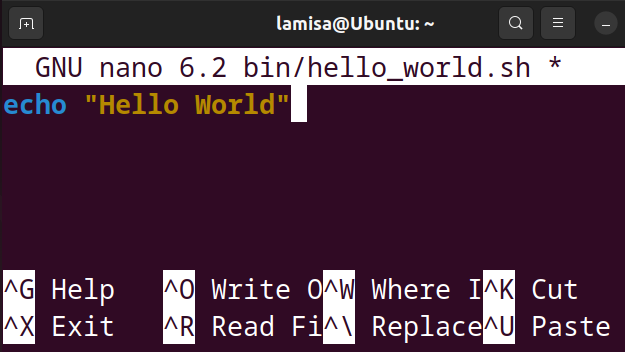 lamisa@Ubuntu: ~
GNU nano 6.2 bin/hello_world.sh *
echo "Hello World"
^G Help ^O Write O^W Where I^K Cut
^X Exit ^R Read Fi^\ Replace^U Paste